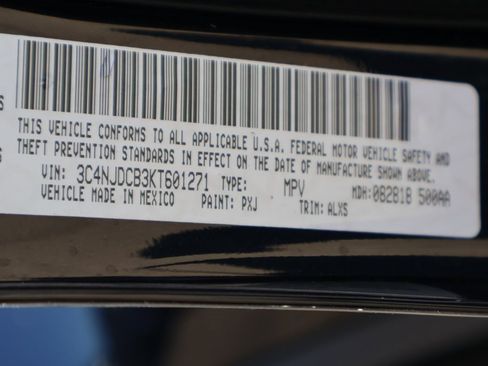 S
THIS VEHICLE CONFORMS TO ALL APPLICABLE U.S.A. FEDERAL MOTOR VEHICLE SAFETY AND
THEFT PREVENTION STANDARDS IN EFFECT ON THE DATE OF MANUFACTURE SHOWN ABOVE.
S
VIN: 3C4NJDCB3KT601271 TYPE: MPV MDH: 082818 500AA
VEHICLE MADE IN MEXICO PAINT: PXJ TRIM: ALXS